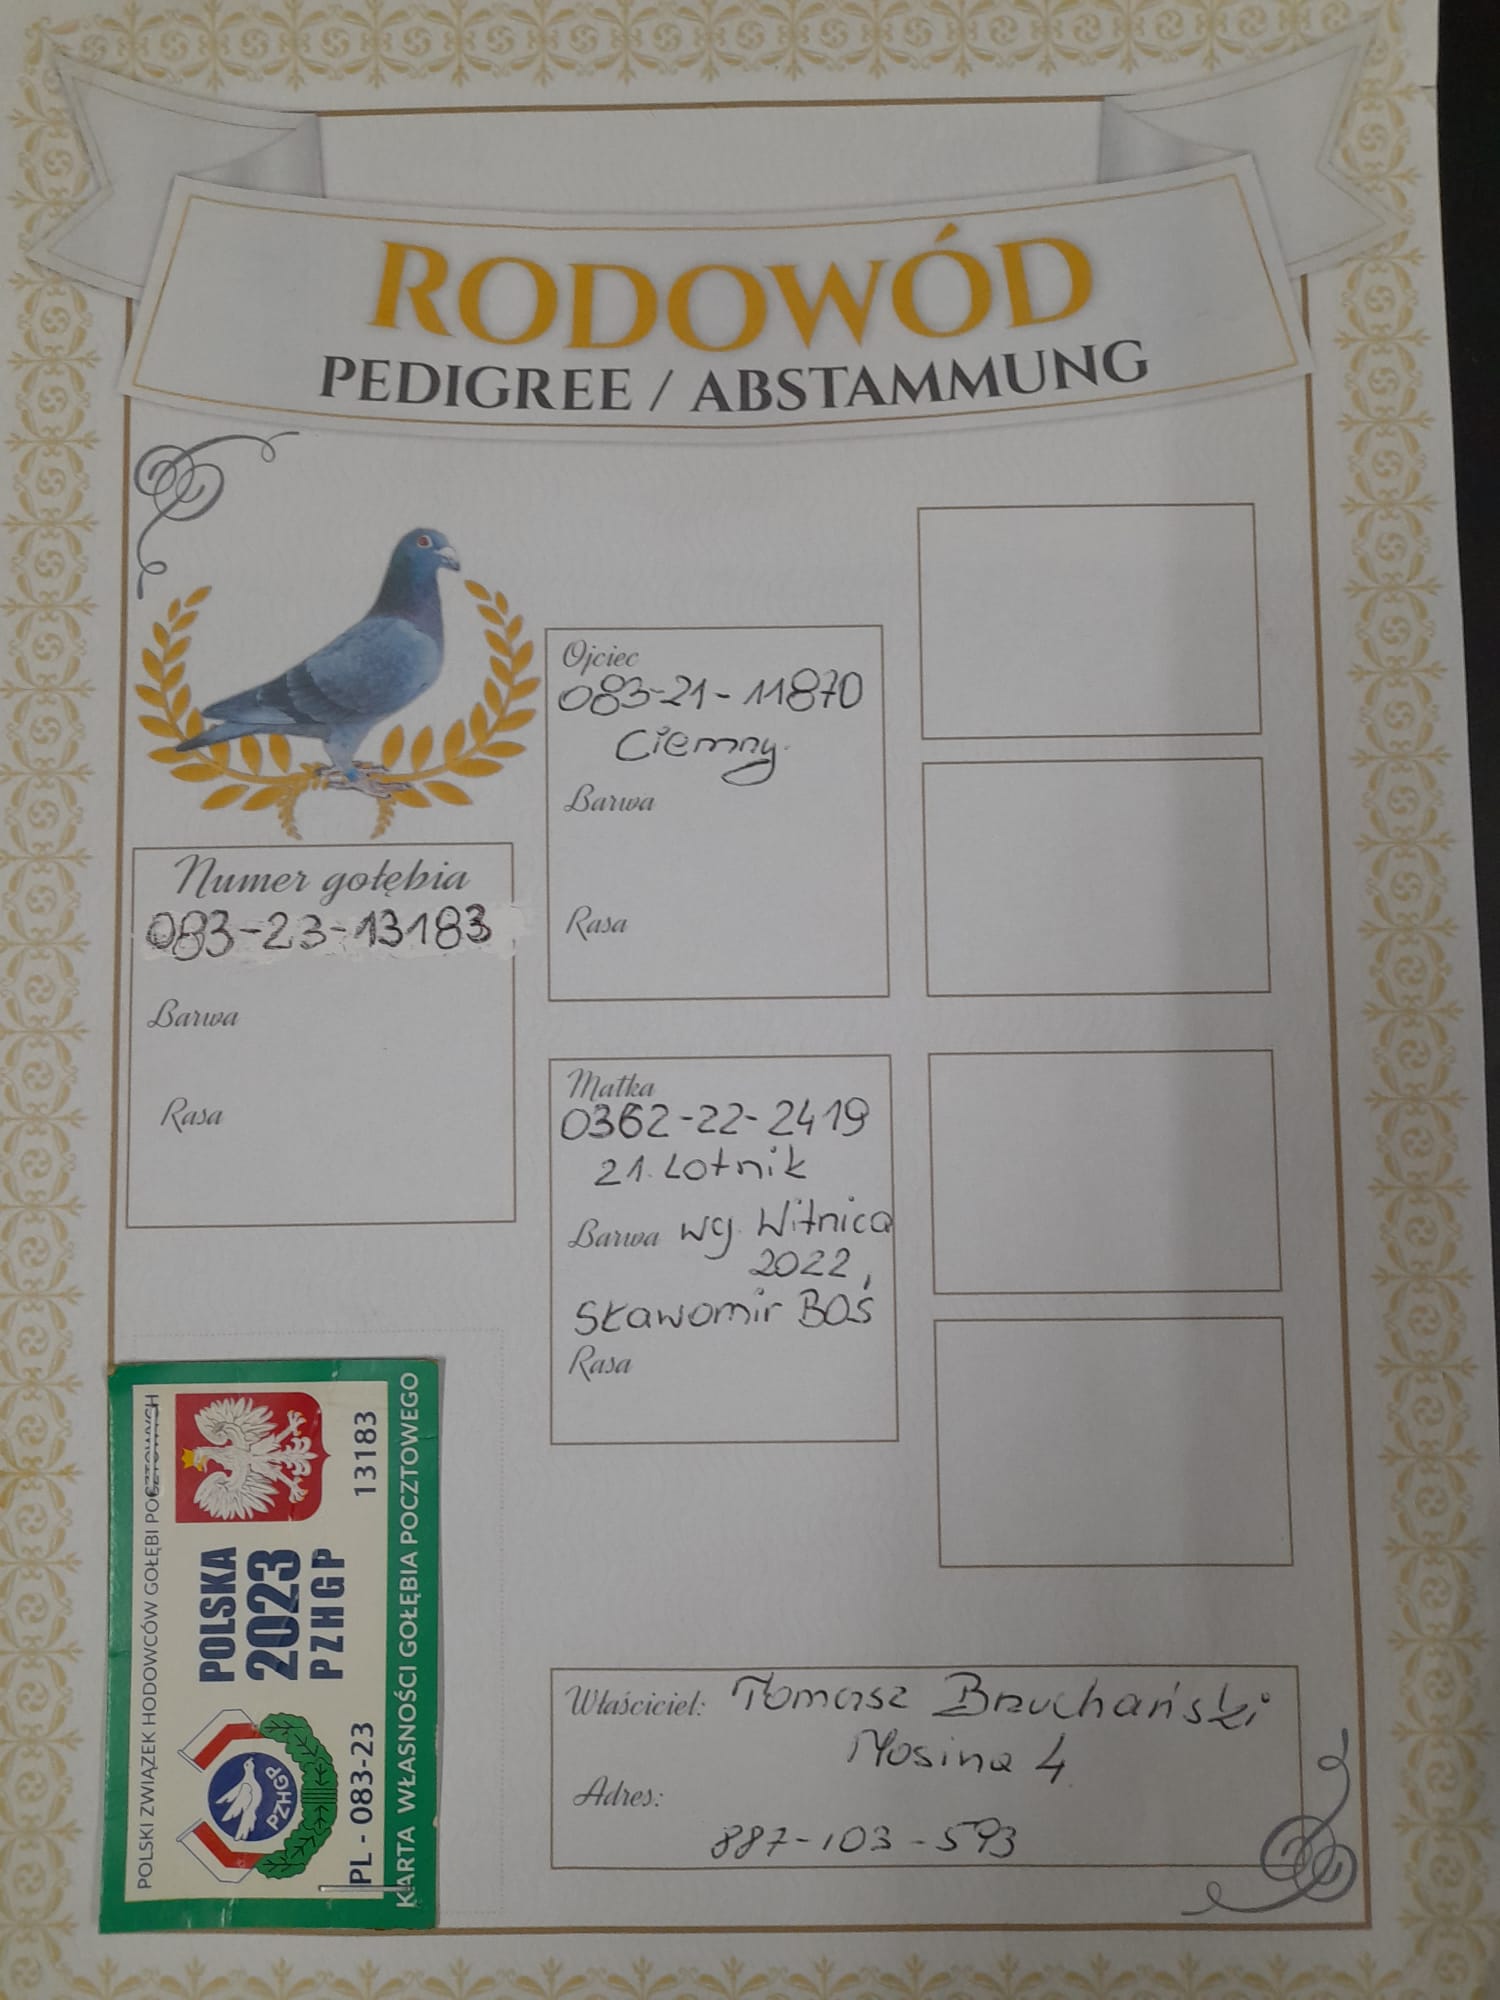 RODOWÓD
PEDIGREE / ABSTAMMUNG
Numer gołębia
083-23-13183
Barwa
Rasa
Ojciec
083-21-11870
Ciemny.
Barwa
Rasa
Matka
0362-22-2419
21. Lotnik
Barwa wg. Witnica
2022,
Sławomir Boś
Rasa
POLSKI ZWIĄZEK HODOWCÓW GOŁĘBI POCZTOWYCH
POLSKA
2023
PZHGP
PZHGP
PL - 083-23 13183
KARTA WŁASNOŚCI GOŁĘBIA POCZTOWEGO
Właściciel: Tomasz Bruchański
Mosina 4
Adres:
887-103-593